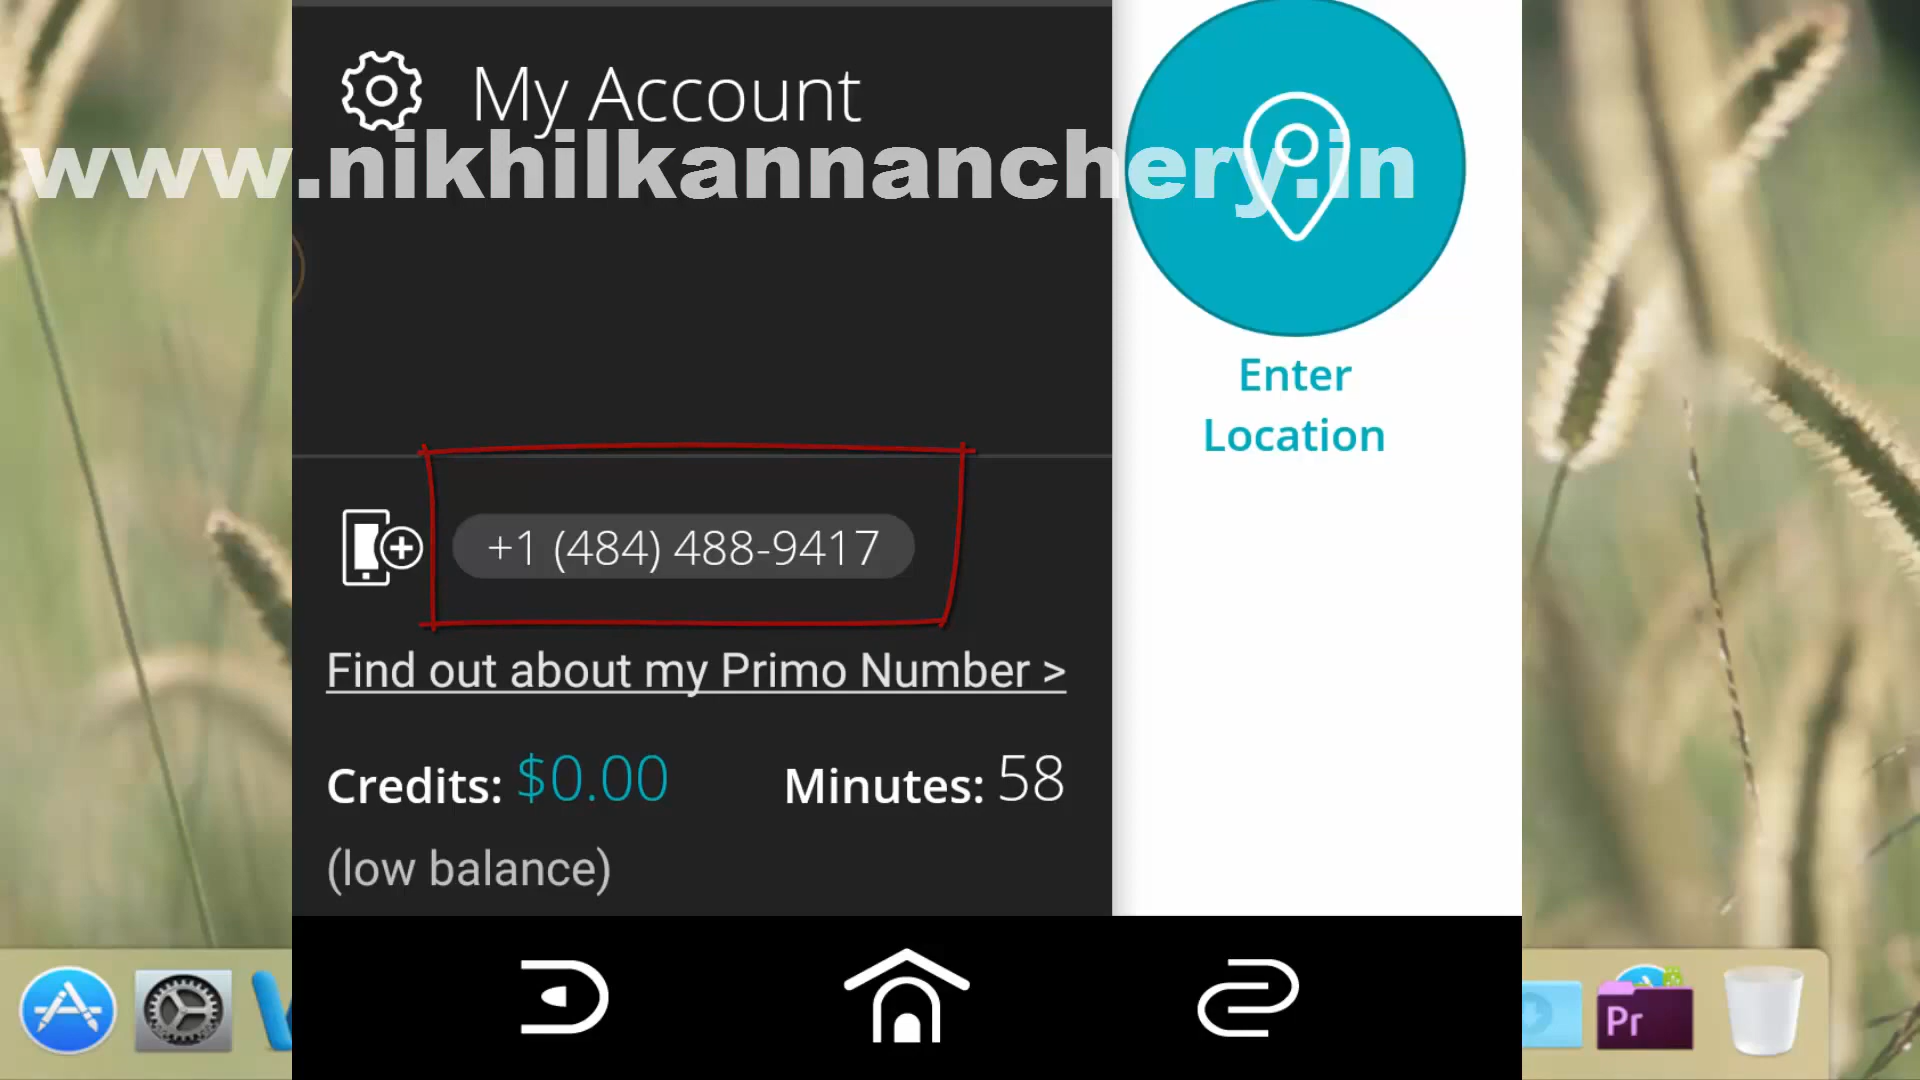 My Account
www.nikhilkannanchery.in
Enter
Location
+1 (484) 488-9417
Find out about my Primo Number >
Credits: $0.00
Minutes: 58
(low balance)
Pr